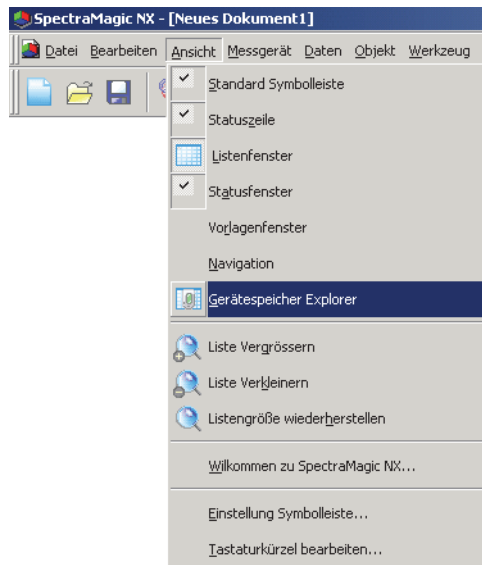 SpectraMagic NX - [Neues Dokument1]
Datei Bearbeiten Ansicht Messgerät Daten Objekt Werkzeug
Standard Symbolleiste
Statuszeile
Listenfenster
Statusfenster
Vorlagenfenster
Navigation
Gerätespeicher Explorer
Liste Vergrössern
Liste Verkleinern
Listengröße wiederherstellen
Wilkommen zu SpectraMagic NX...
Einstellung Symbolleiste...
Tastaturkürzel bearbeiten...